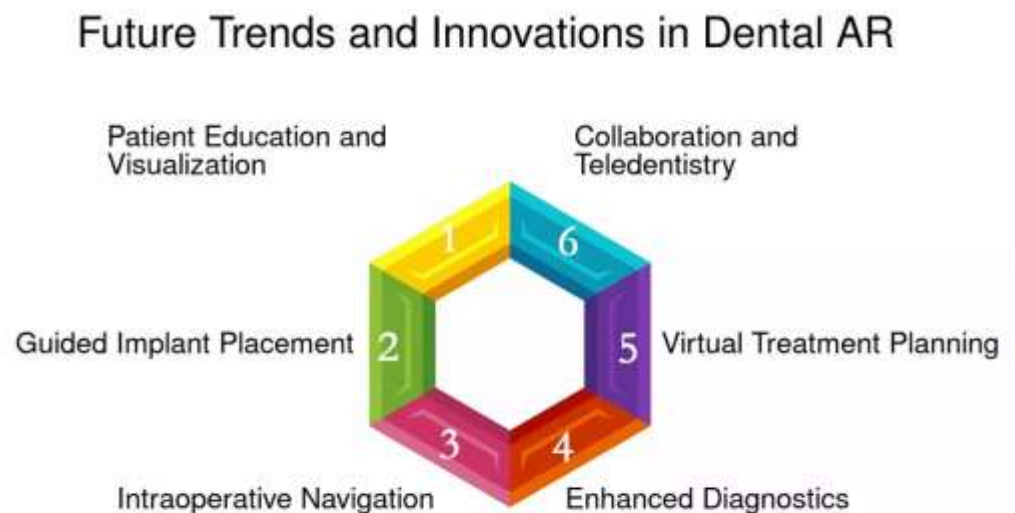 Future Trends and Innovations in Dental AR
Patient Education and
Visualization
Collaboration and
Teledentistry
1
6
Guided Implant Placement
2
5
Virtual Treatment Planning
3
4
Intraoperative Navigation
Enhanced Diagnostics